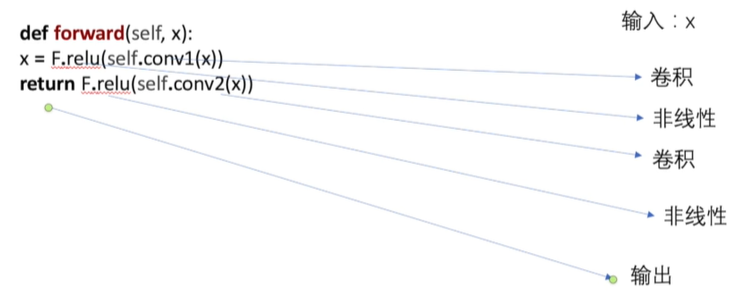 def forward(self, x):
x = F.relu(self.conv1(x))
return F.relu(self.conv2(x))
输入：x
卷积
非线性
卷积
非线性
输出